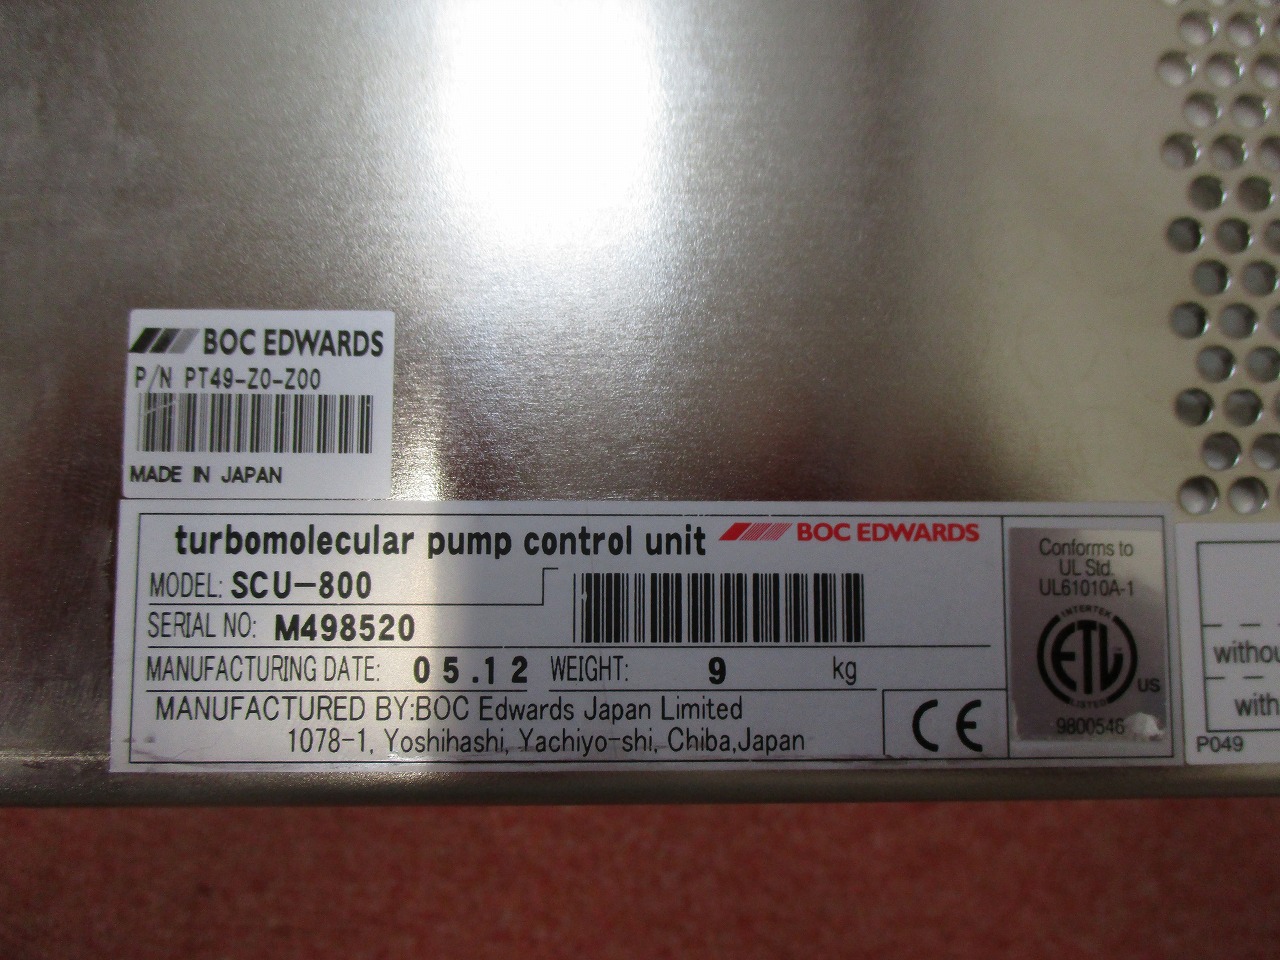 BOC EDWARDS
P/N PT49-Z0-Z00
MADE IN JAPAN
turbomolecular pump control unit BOC EDWARDS
MODEL: SCU-800
SERIAL NO: M498520
MANUFACTURING DATE: 05.12 WEIGHT: 9 kg
MANUFACTURED BY:BOC Edwards Japan Limited
1078-1, Yoshihashi, Yachiyo-shi, Chiba,Japan
CE
Conforms to
UL Std.
UL61010A-1
INTERTEK
ETL
US
LISTED
9800546
withou
with
P049